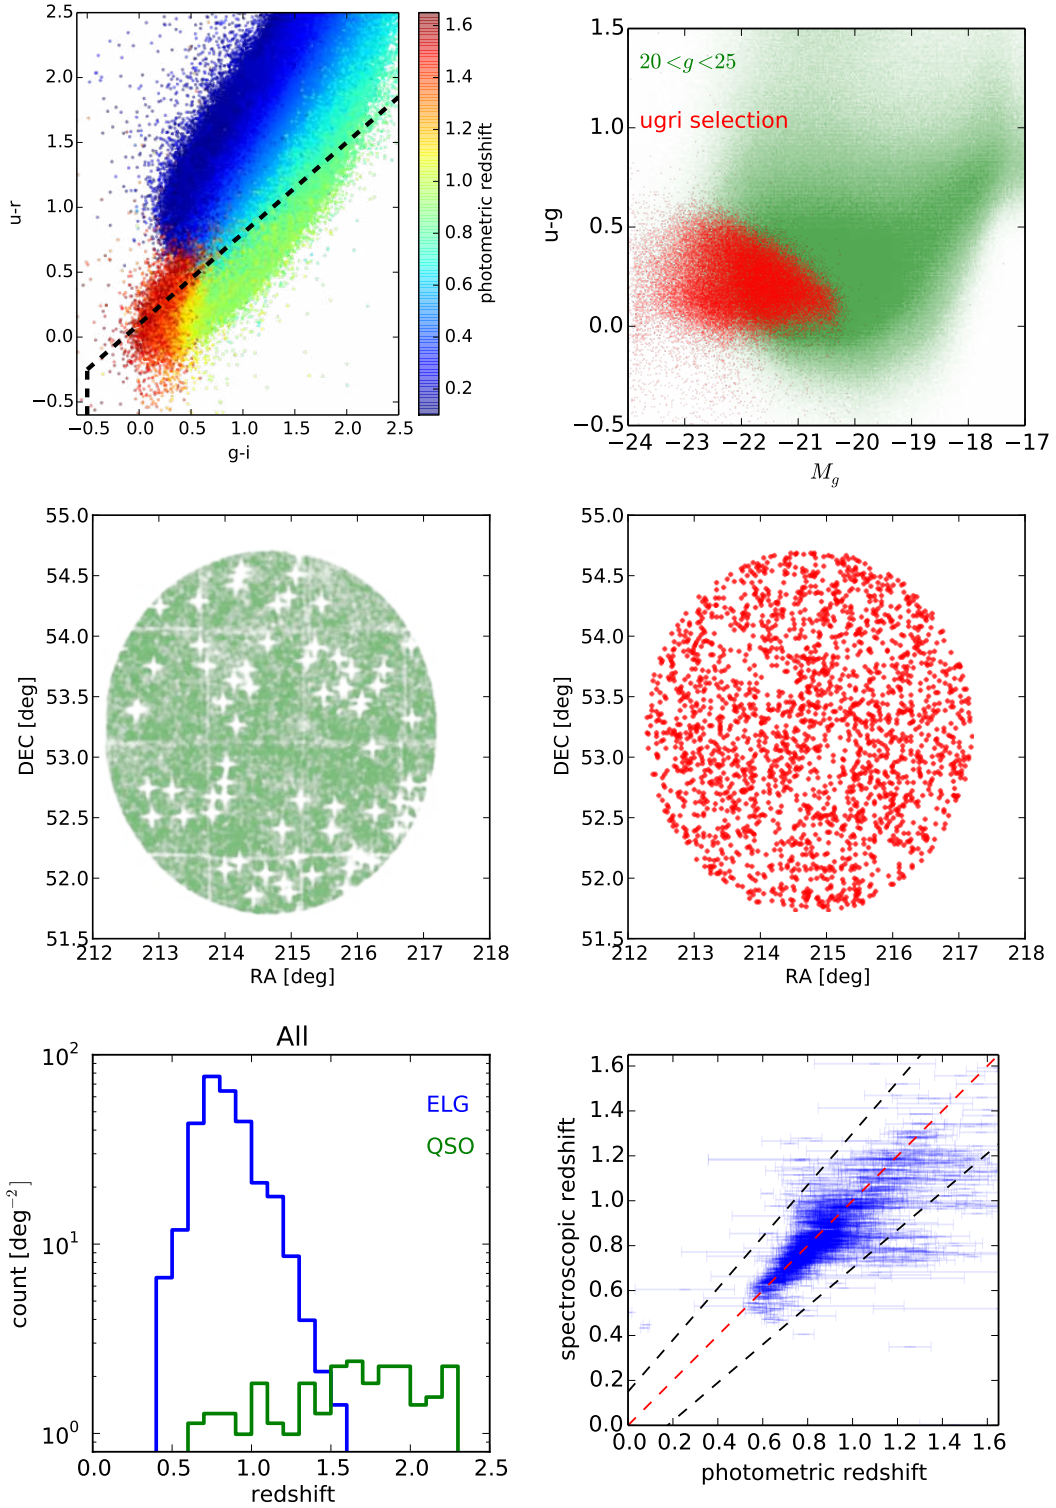 2.5
2.0
1.5
1.0
0.5
0.0
−0.5
u-r
−0.5 0.0 0.5 1.0 1.5 2.0 2.5
g-i
1.6
1.4
1.2
1.0
0.8
0.6
0.4
0.2
photometric redshift
1.5
1.0
0.5
0.0
−0.5
u-g
20<g<25
ugri selection
−24 −23 −22 −21 −20 −19 −18 −17
M_g
55.0
54.5
54.0
53.5
53.0
52.5
52.0
51.5
DEC [deg]
212 213 214 215 216 217 218
RA [deg]
55.0
54.5
54.0
53.5
53.0
52.5
52.0
51.5
DEC [deg]
212 213 214 215 216 217 218
RA [deg]
All
10²
10¹
10⁰
count [deg⁻²]
ELG
QSO
0.0 0.5 1.0 1.5 2.0 2.5
redshift
1.6
1.4
1.2
1.0
0.8
0.6
0.4
0.2
0.0
spectroscopic redshift
0.0 0.2 0.4 0.6 0.8 1.0 1.2 1.4 1.6
photometric redshift